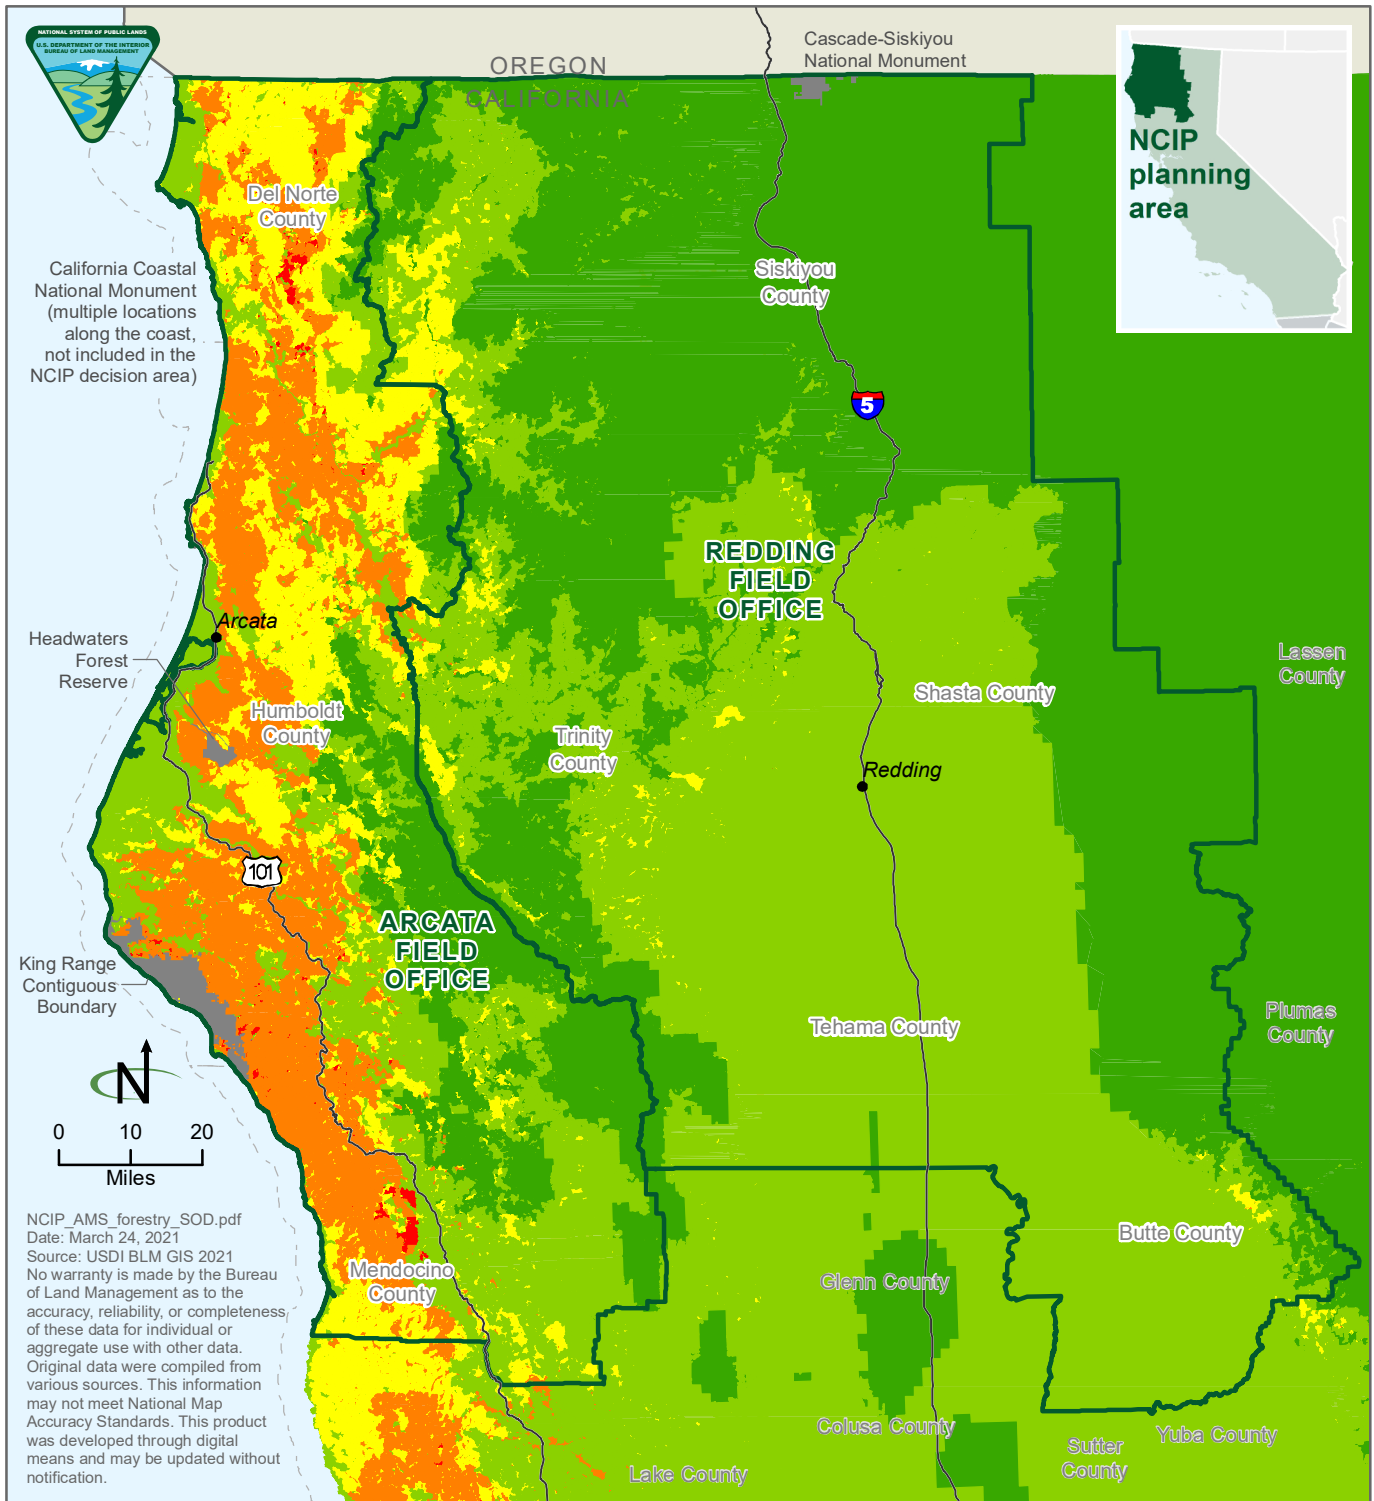 NATIONAL SYSTEM OF PUBLIC LANDS
U.S. DEPARTMENT OF THE INTERIOR
BUREAU OF LAND MANAGEMENT
OREGON
CALIFORNIA
Cascade-Siskiyou
National Monument
NCIP
planning
area
Del Norte
County
California Coastal
National Monument
(multiple locations
along the coast,
not included in the
NCIP decision area)
Siskiyou
County
5
REDDING
FIELD
OFFICE
Arcata
Headwaters
Forest
Reserve
Humboldt
County
Trinity
County
Shasta County
Lassen
County
Redding
101
ARCATA
FIELD
OFFICE
King Range
Contiguous
Boundary
Tehama County
Plumas
County
N
0 10 20
Miles
NCIP_AMS_forestry_SOD.pdf
Date: March 24, 2021
Source: USDI BLM GIS 2021
No warranty is made by the Bureau
of Land Management as to the
accuracy, reliability, or completeness
of these data for individual or
aggregate use with other data.
Original data were compiled from
various sources. This information
may not meet National Map
Accuracy Standards. This product
was developed through digital
means and may be updated without
notification.
Mendocino
County
Butte County
Glenn County
Colusa County
Lake County
Sutter
County
Yuba County